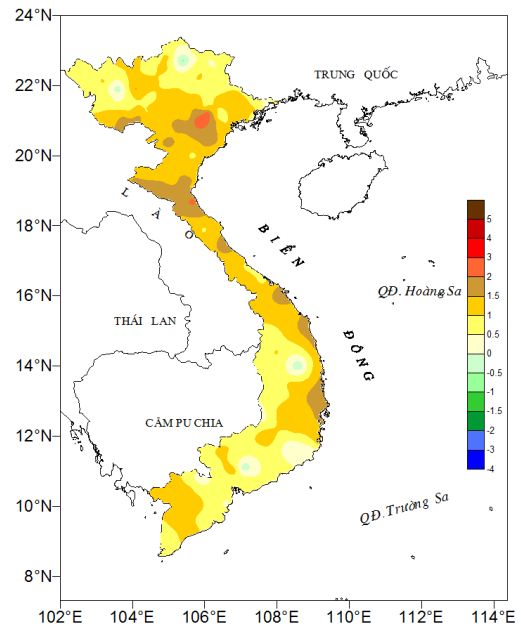 24°N
22°N
20°N
18°N
16°N
14°N
12°N
10°N
8°N
TRUNG QUỐC
LÀO
BIỂN
ĐÔNG
QĐ. Hoàng Sa
THÁI LAN
CĂM PU CHIA
QĐ. Trường Sa
5
4
3
2
1.5
1
0.5
0
-0.5
-1
-1.5
-2
-3
-4
102°E
104°E
106°E
108°E
110°E
112°E
114°E